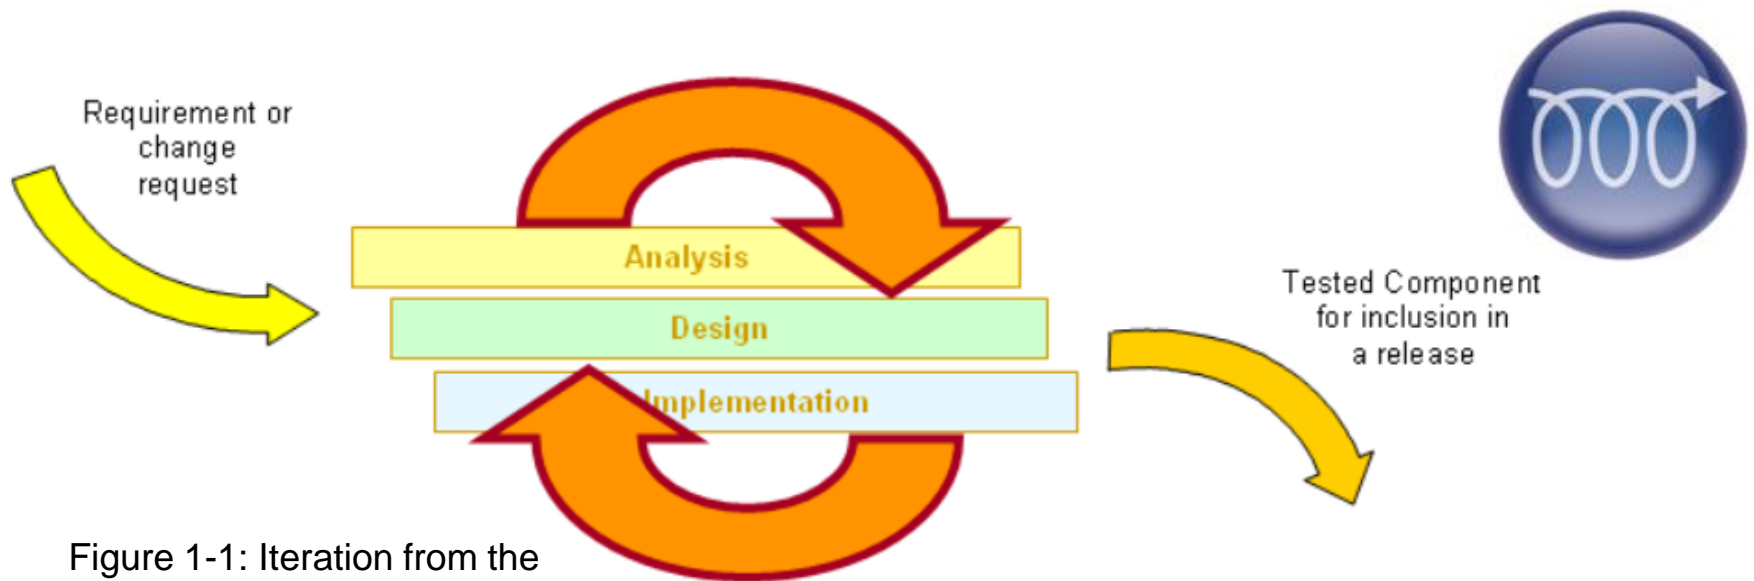 Requirement or
change
request
Analysis
Design
Implementation
Tested Component
for inclusion in
a release
Figure 1-1: Iteration from the